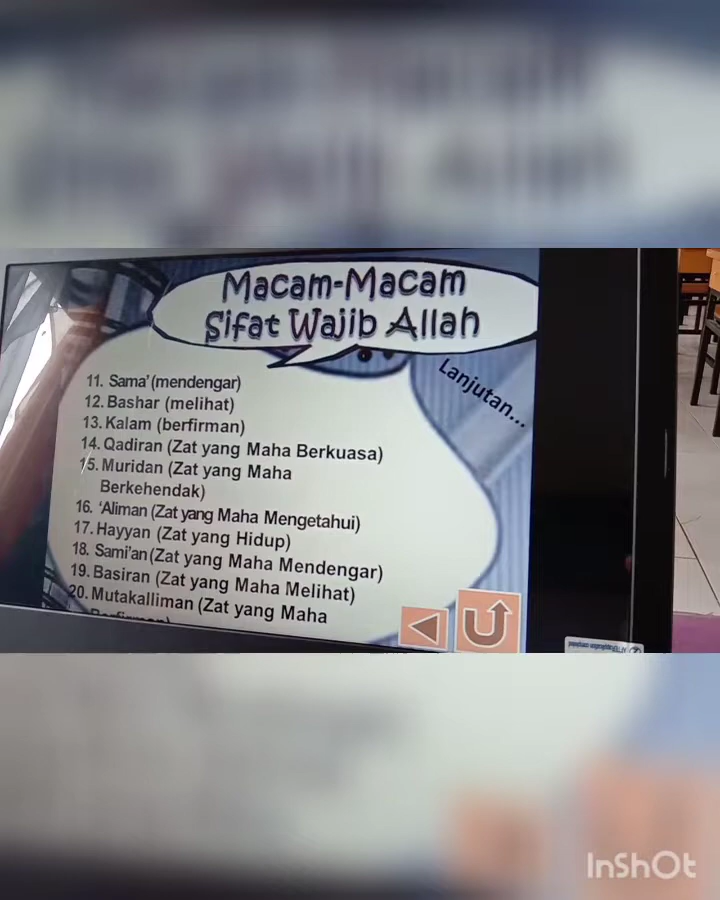 Macam-Macam
Sifat Wajib Allah
Lanjutan...
11. Sama' (mendengar)
12. Bashar (melihat)
13. Kalam (berfirman)
14. Qadiran (Zat yang Maha Berkuasa)
15. Muridan (Zat yang Maha
Berkehendak)
16. 'Aliman (Zat yang Maha Mengetahui)
17. Hayyan (Zat yang Hidup)
18. Sami'an (Zat yang Maha Mendengar)
19. Basiran (Zat yang Maha Melihat)
20. Mutakalliman (Zat yang Maha
InShOt